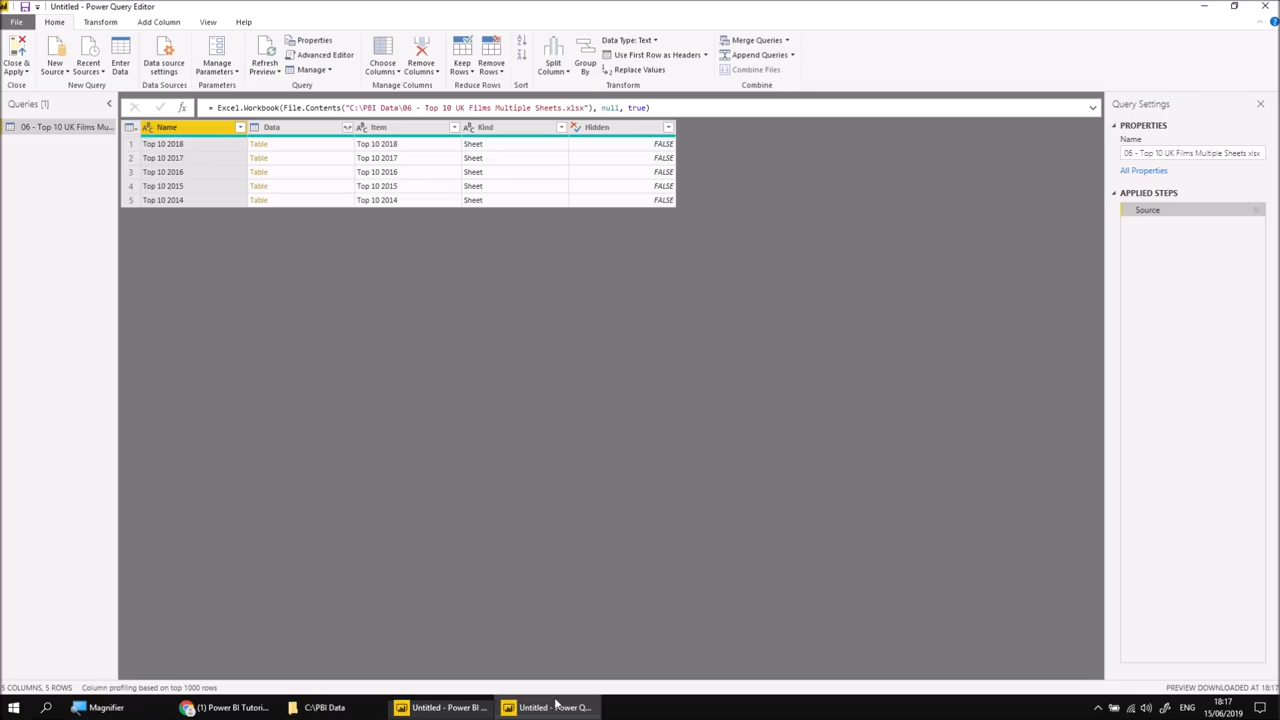 Untitled - Power Query Editor
File Home Transform Add Column View Help
Close & Apply
New Source
Recent Sources
Enter Data
Data source settings
Manage Parameters
Refresh Preview
Properties
Advanced Editor
Manage
Choose Columns
Remove Columns
Keep Rows
Remove Rows
Split Column
Group By
Data Type: Text
Use First Row as Headers
Replace Values
Merge Queries
Append Queries
Combine Files
Close New Query Data Sources Parameters Query Manage Columns Reduce Rows Sort Transform Combine
Queries [1]
06 - Top 10 UK Films Mu...
= Excel.Workbook(File.Contents("C:\PBI Data\06 - Top 10 UK Films Multiple Sheets.xlsx"), null, true)
Name Data Item Kind Hidden
1 Top 10 2018 Table Top 10 2018 Sheet FALSE
2 Top 10 2017 Table Top 10 2017 Sheet FALSE
3 Top 10 2016 Table Top 10 2016 Sheet FALSE
4 Top 10 2015 Table Top 10 2015 Sheet FALSE
5 Top 10 2014 Table Top 10 2014 Sheet FALSE
Query Settings
PROPERTIES
Name
06 - Top 10 UK Films Multiple Sheets xlsx
All Properties
APPLIED STEPS
Source
5 COLUMNS, 5 ROWS Column profiling based on top 1000 rows
PREVIEW DOWNLOADED AT 18:17
Magnifier
(1) Power BI Tutori...
C:\PBI Data
Untitled - Power BI ...
Untitled - Power Q...
ENG
18:17
15/06/2019